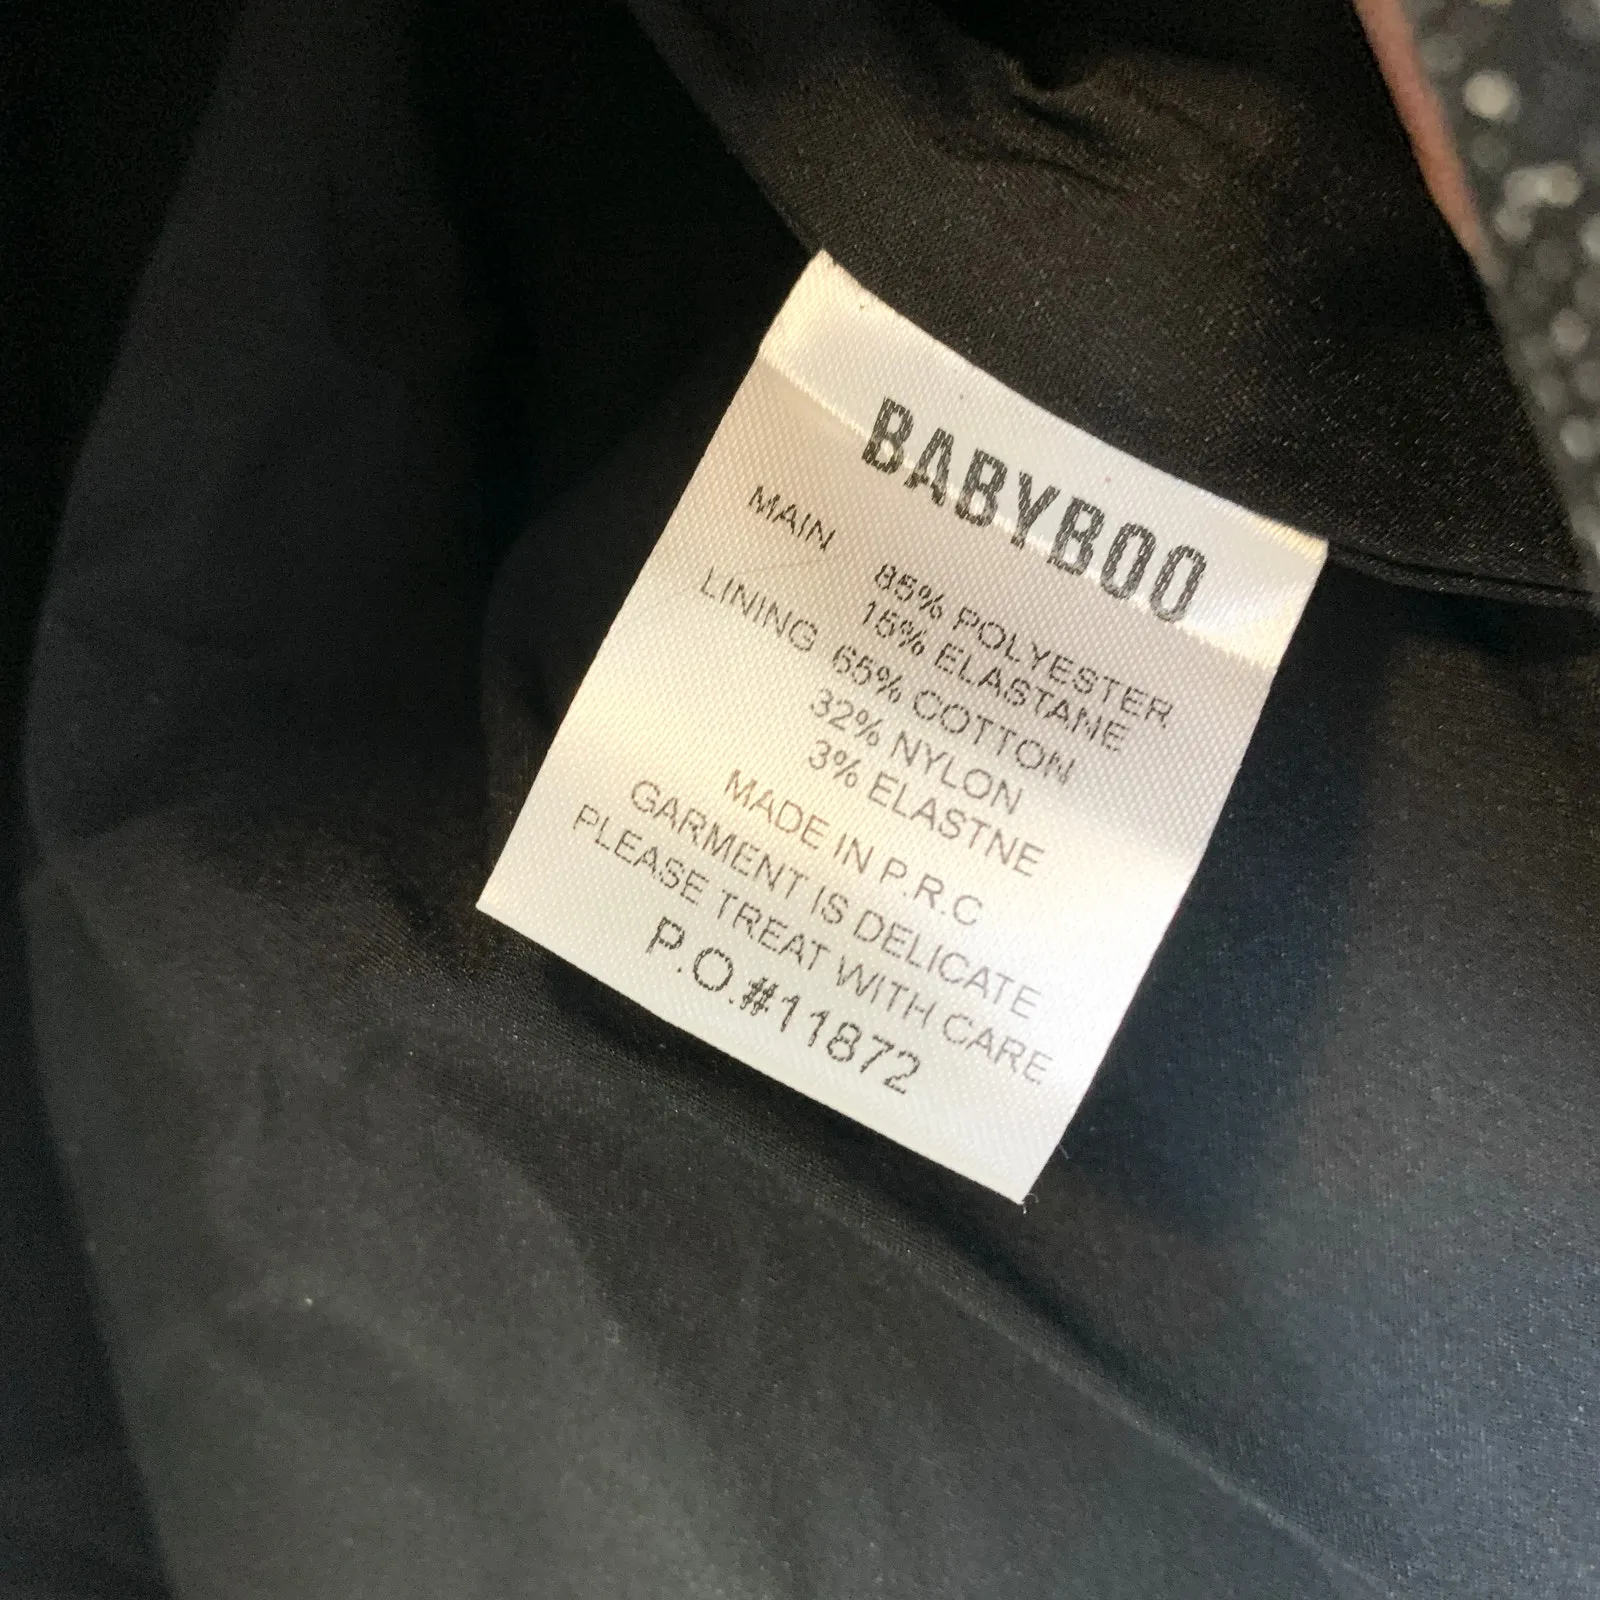 BABYBOO
MAIN 85% POLYESTER
15% ELASTANE
LINING 65% COTTON
32% NYLON
3% ELASTNE
MADE IN P.R.C
GARMENT IS DELICATE
PLEASE TREAT WITH CARE
P.O.#11872